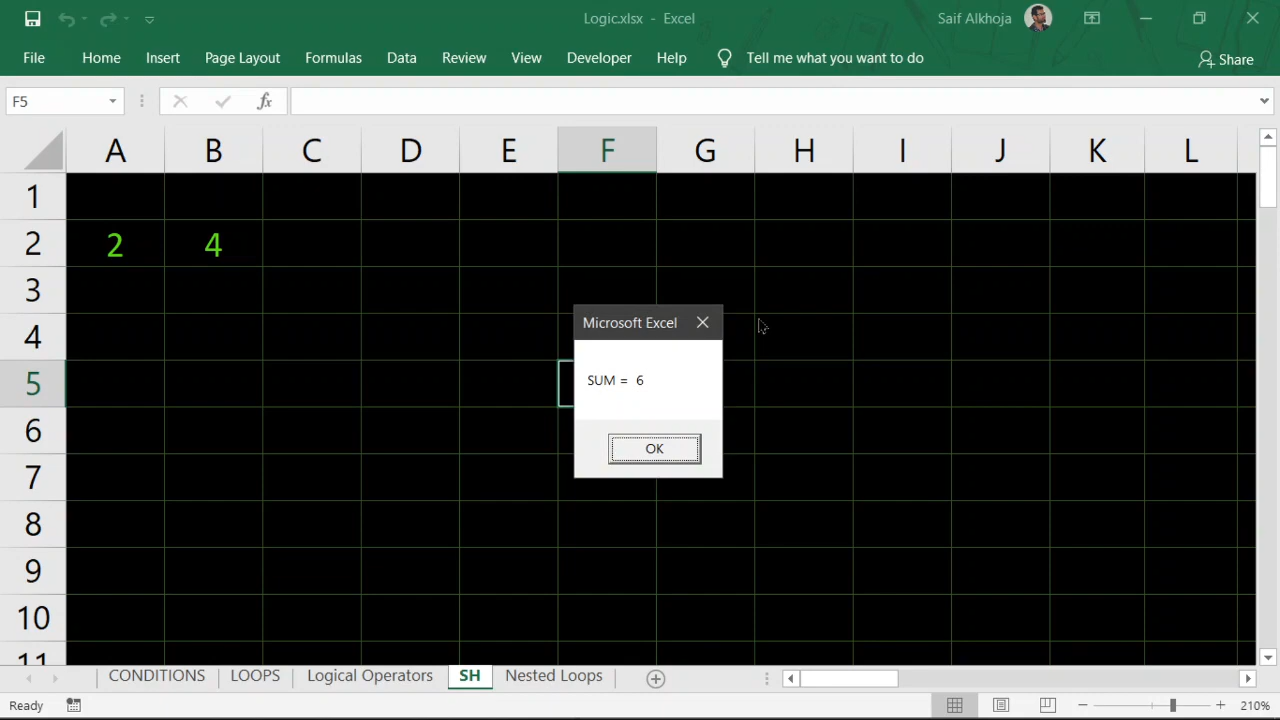 Logic.xlsx - Excel
Saif Alkhoja
File Home Insert Page Layout Formulas Data Review View Developer Help Tell me what you want to do Share
F5 fx
A B C D E F G H I J K L
1
2 2 4
3
4
5
6
7
8
9
10
11
Microsoft Excel
SUM = 6
OK
CONDITIONS LOOPS Logical Operators SH Nested Loops
Ready 210%